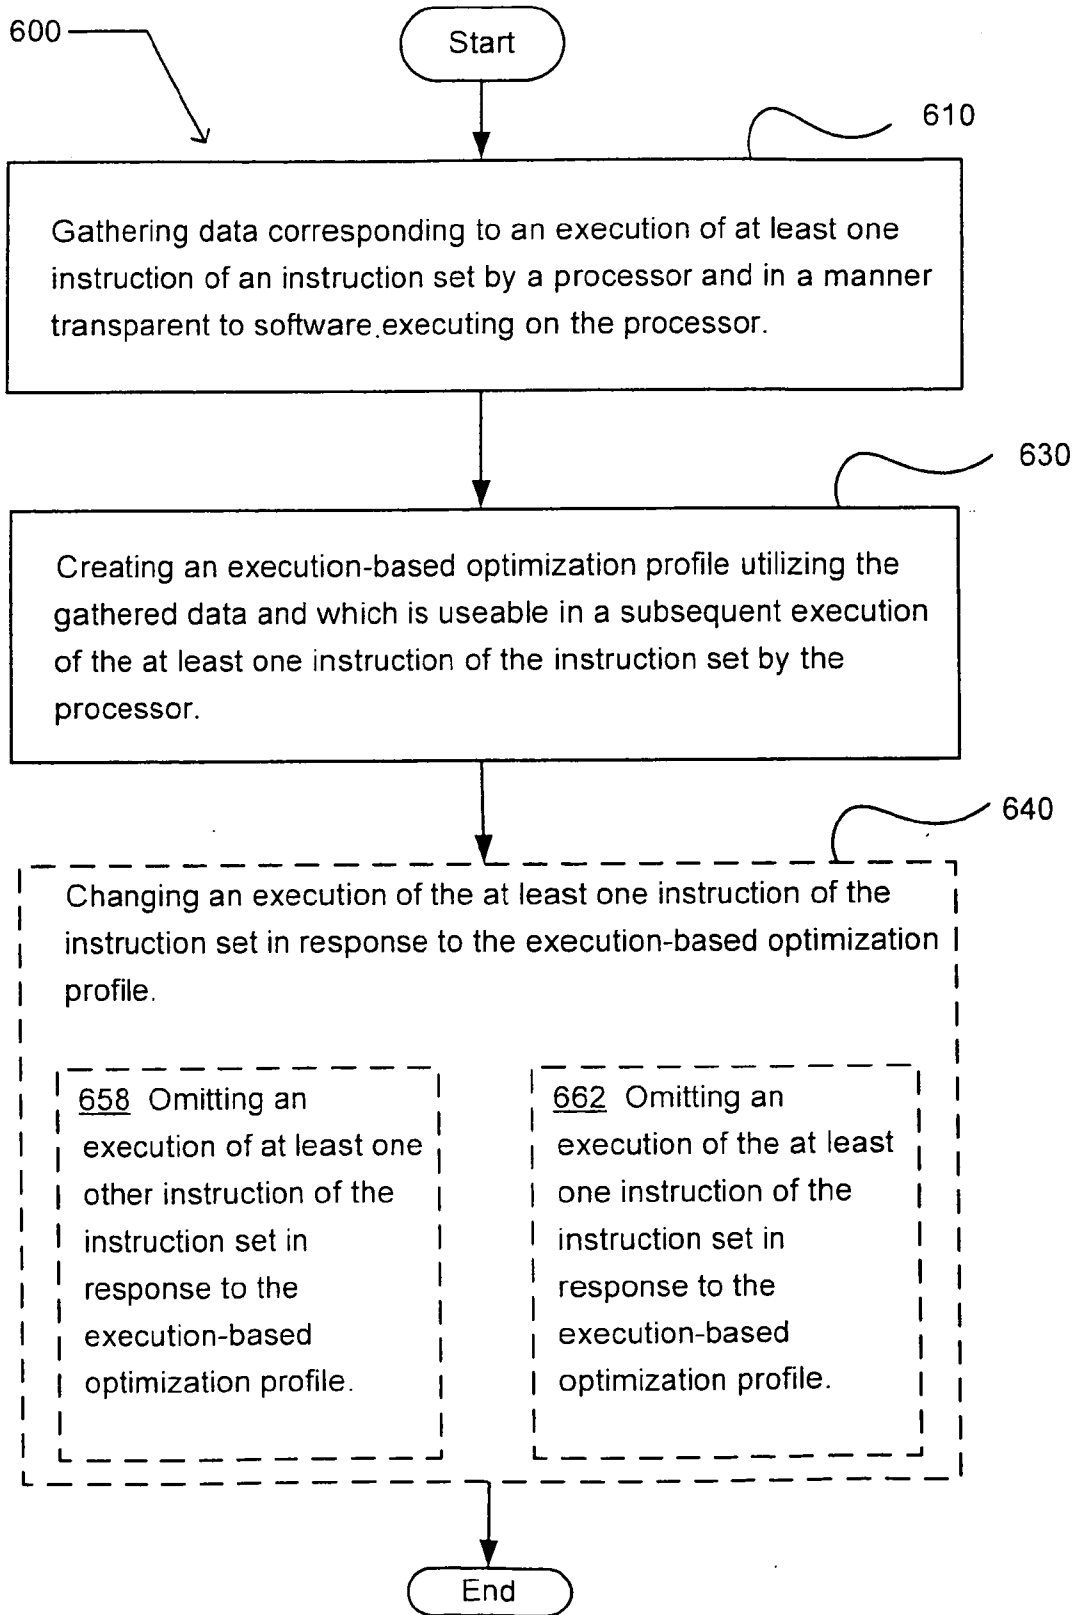 600
Start
610
Gathering data corresponding to an execution of at least one
instruction of an instruction set by a processor and in a manner
transparent to software executing on the processor.
630
Creating an execution-based optimization profile utilizing the
gathered data and which is useable in a subsequent execution
of the at least one instruction of the instruction set by the
processor.
640
Changing an execution of the at least one instruction of the
instruction set in response to the execution-based optimization
profile.
658 Omitting an
execution of at least one
other instruction of the
instruction set in
response to the
execution-based
optimization profile.
662 Omitting an
execution of the at least
one instruction of the
instruction set in
response to the
execution-based
optimization profile.
End